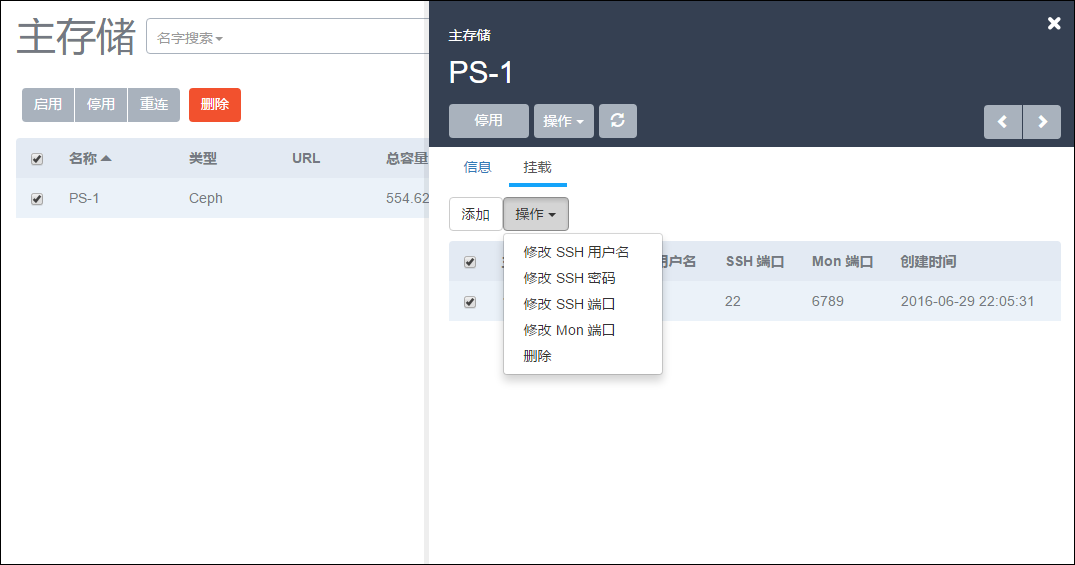 主存储
名字搜索
启用 停用 重连 删除
名称 类型 URL 总容量
PS-1 Ceph 554.62
主存储
PS-1
停用 操作
信息 挂载
添加 操作
修改 SSH 用户名
修改 SSH 密码
修改 SSH 端口
修改 Mon 端口
删除
用户名 SSH 端口 Mon 端口 创建时间
22 6789 2016-06-29 22:05:31